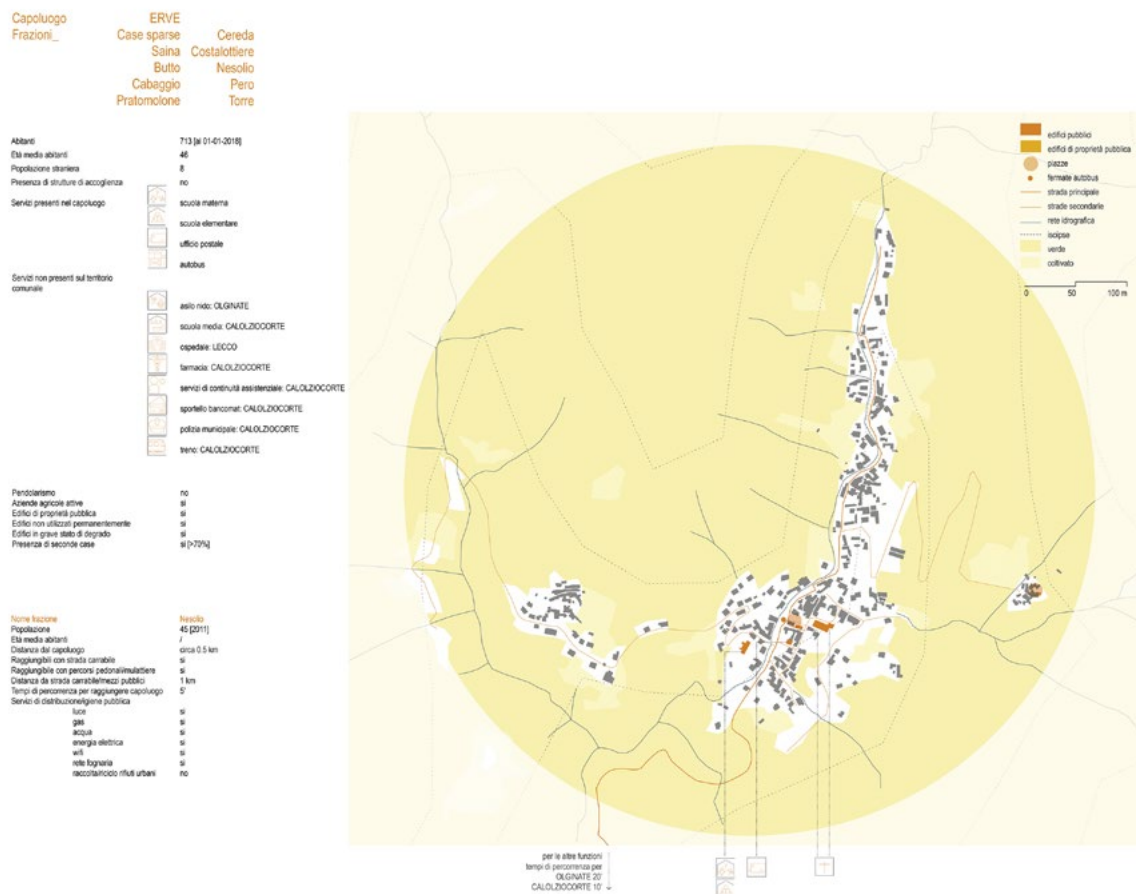 Capoluogo ERVE
Frazioni_ Case sparse Cereda
Saina Costalottiere
Butto Nesolio
Cabaggio Pero
Pratomolone Torre
Abitanti 713 [al 01-01-2018]
Età media abitanti 46
Popolazione straniera 8
Presenza di strutture di accoglienza no
Servizi presenti nel capoluogo scuola materna
scuola elementare
ufficio postale
autobus
Servizi non presenti sul territorio
comunale
asilo nido: OLGINATE
scuola media: CALOLZIOCORTE
ospedale: LECCO
farmacia: CALOLZIOCORTE
servizi di continuità assistenziale: CALOLZIOCORTE
sportello bancomat: CALOLZIOCORTE
polizia municipale: CALOLZIOCORTE
treno: CALOLZIOCORTE
Pendolarismo no
Aziende agricole attive si
Edifici di proprietà pubblica si
Edifici non utilizzati permanentemente si
Edifici in grave stato di degrado si
Presenza di seconde case si [>70%]
Nome frazione Nesolio
Popolazione 45 [2011]
Età media abitanti /
Distanza dal capoluogo circa 0.5 km
Raggiungibili con strada carrabile si
Raggiungibile con percorsi pedonali/mulattiere si
Distanza da strada carrabile/mezzi pubblici 1 km
Tempi di percorrenza per raggiungere capoluogo 5'
Servizi di distribuzione/igiene pubblica
luce si
gas si
acqua si
energia elettrica si
wifi si
rete fognaria si
raccolta/riciclo rifiuti urbani no
edifici pubblici
edifici di proprietà pubblica
piazze
fermate autobus
strada principale
strade secondarie
rete idrografica
isoipse
verde
coltivato
0 50 100 m
per le altre funzioni
tempi di percorrenza per
OLGINATE 20'
CALOLZIOCORTE 10'